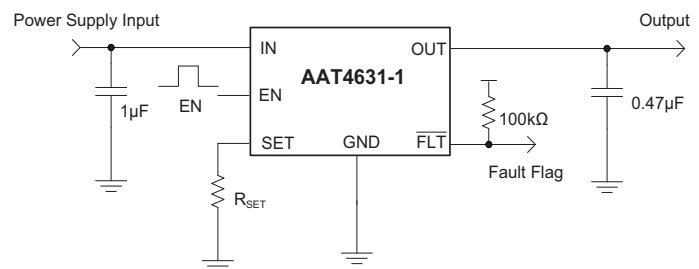 Power Supply Input
Output
IN
OUT
AAT4631-1
EN
EN
1µF
100kΩ
0.47µF
SET
GND
FLT
Fault Flag
RSET